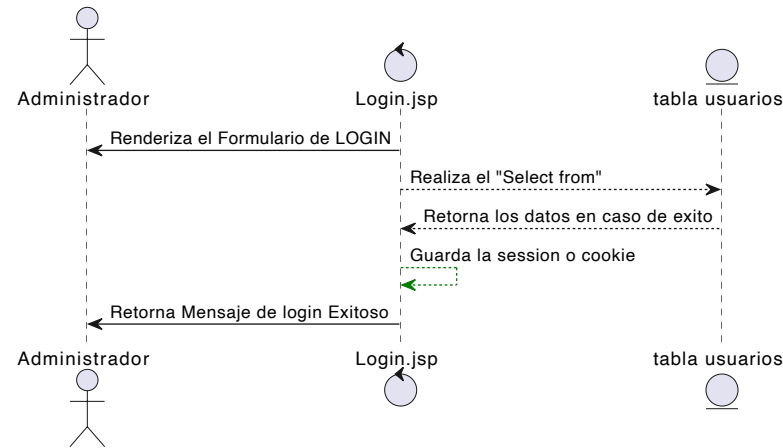 Administrador
Login.jsp
tabla usuarios
Renderiza el Formulario de LOGIN
Realiza el "Select from"
Retorna los datos en caso de exito
Guarda la session o cookie
Retorna Mensaje de login Exitoso
Administrador
Login.jsp
tabla usuarios